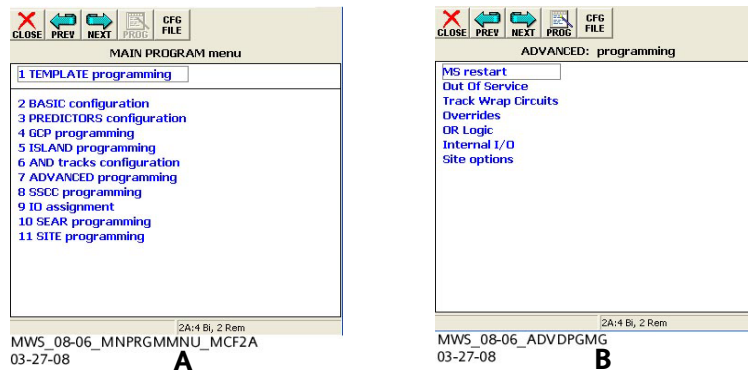 CLOSE PREV NEXT PROG CFG FILE
MAIN PROGRAM menu
1 TEMPLATE programming
2 BASIC configuration
3 PREDICTORS configuration
4 GCP programming
5 ISLAND programming
6 AND tracks configuration
7 ADVANCED programming
8 SSCC programming
9 IO assignment
10 SEAR programming
11 SITE programming
2A:4 Bi, 2 Rem
MWS_08-06_MNPRGMMNU_MCF2A
03-27-08
A
CLOSE PREV NEXT PROG CFG FILE
ADVANCED: programming
MS restart
Out Of Service
Track Wrap Circuits
Overrides
OR Logic
Internal I/O
Site options
2A:4 Bi, 2 Rem
MWS_08-06_ADVDPGMG
03-27-08
B